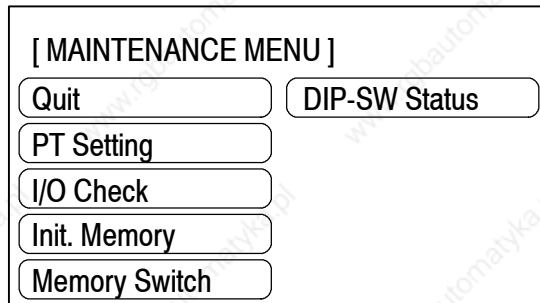 [ MAINTENANCE MENU ]
Quit
DIP-SW Status
PT Setting
I/O Check
Init. Memory
Memory Switch